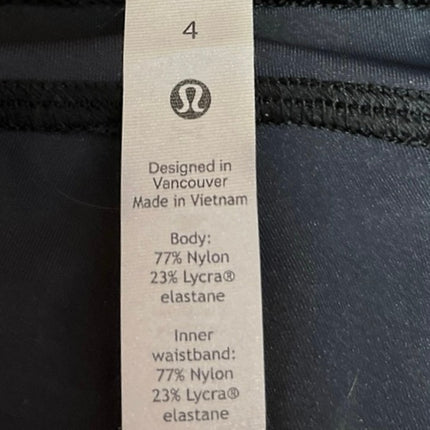 4
Designed in
Vancouver
Made in Vietnam
Body:
77% Nylon
23% Lycra®
elastane
Inner
waistband:
77% Nylon
23% Lycra®
elastane